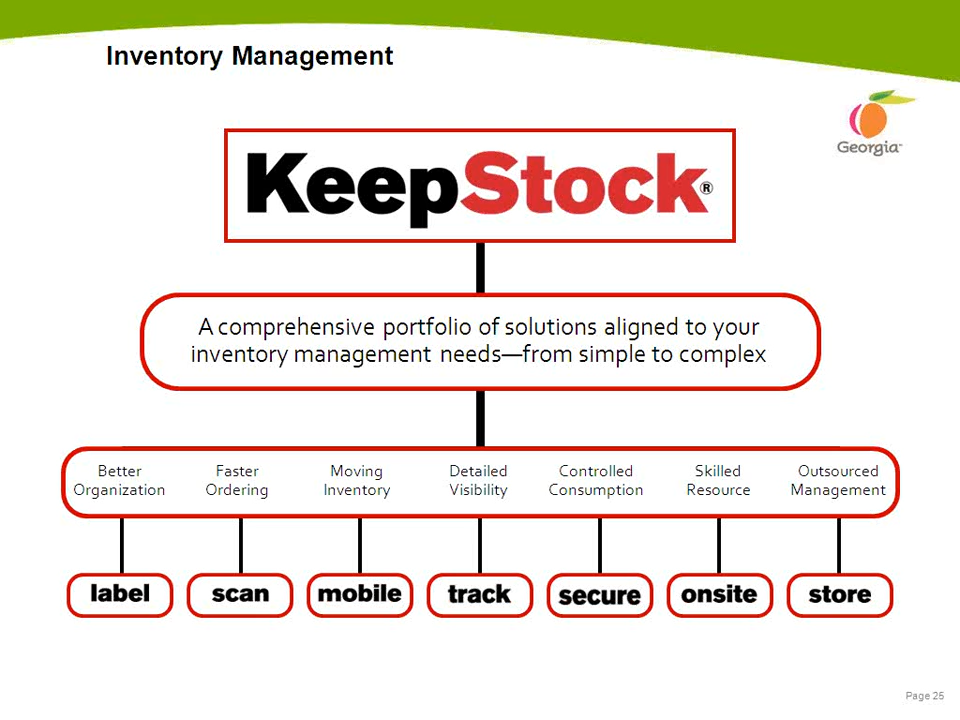 Inventory Management
Georgia™
KeepStock®
A comprehensive portfolio of solutions aligned to your
inventory management needs—from simple to complex
Better Organization
Faster Ordering
Moving Inventory
Detailed Visibility
Controlled Consumption
Skilled Resource
Outsourced Management
label
scan
mobile
track
secure
onsite
store
Page 25